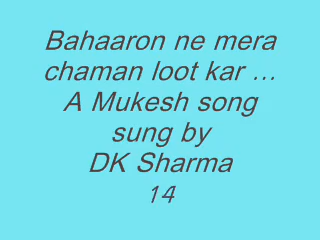 Bahaaron ne mera
chaman loot kar ...
A Mukesh song
sung by
DK Sharma
14